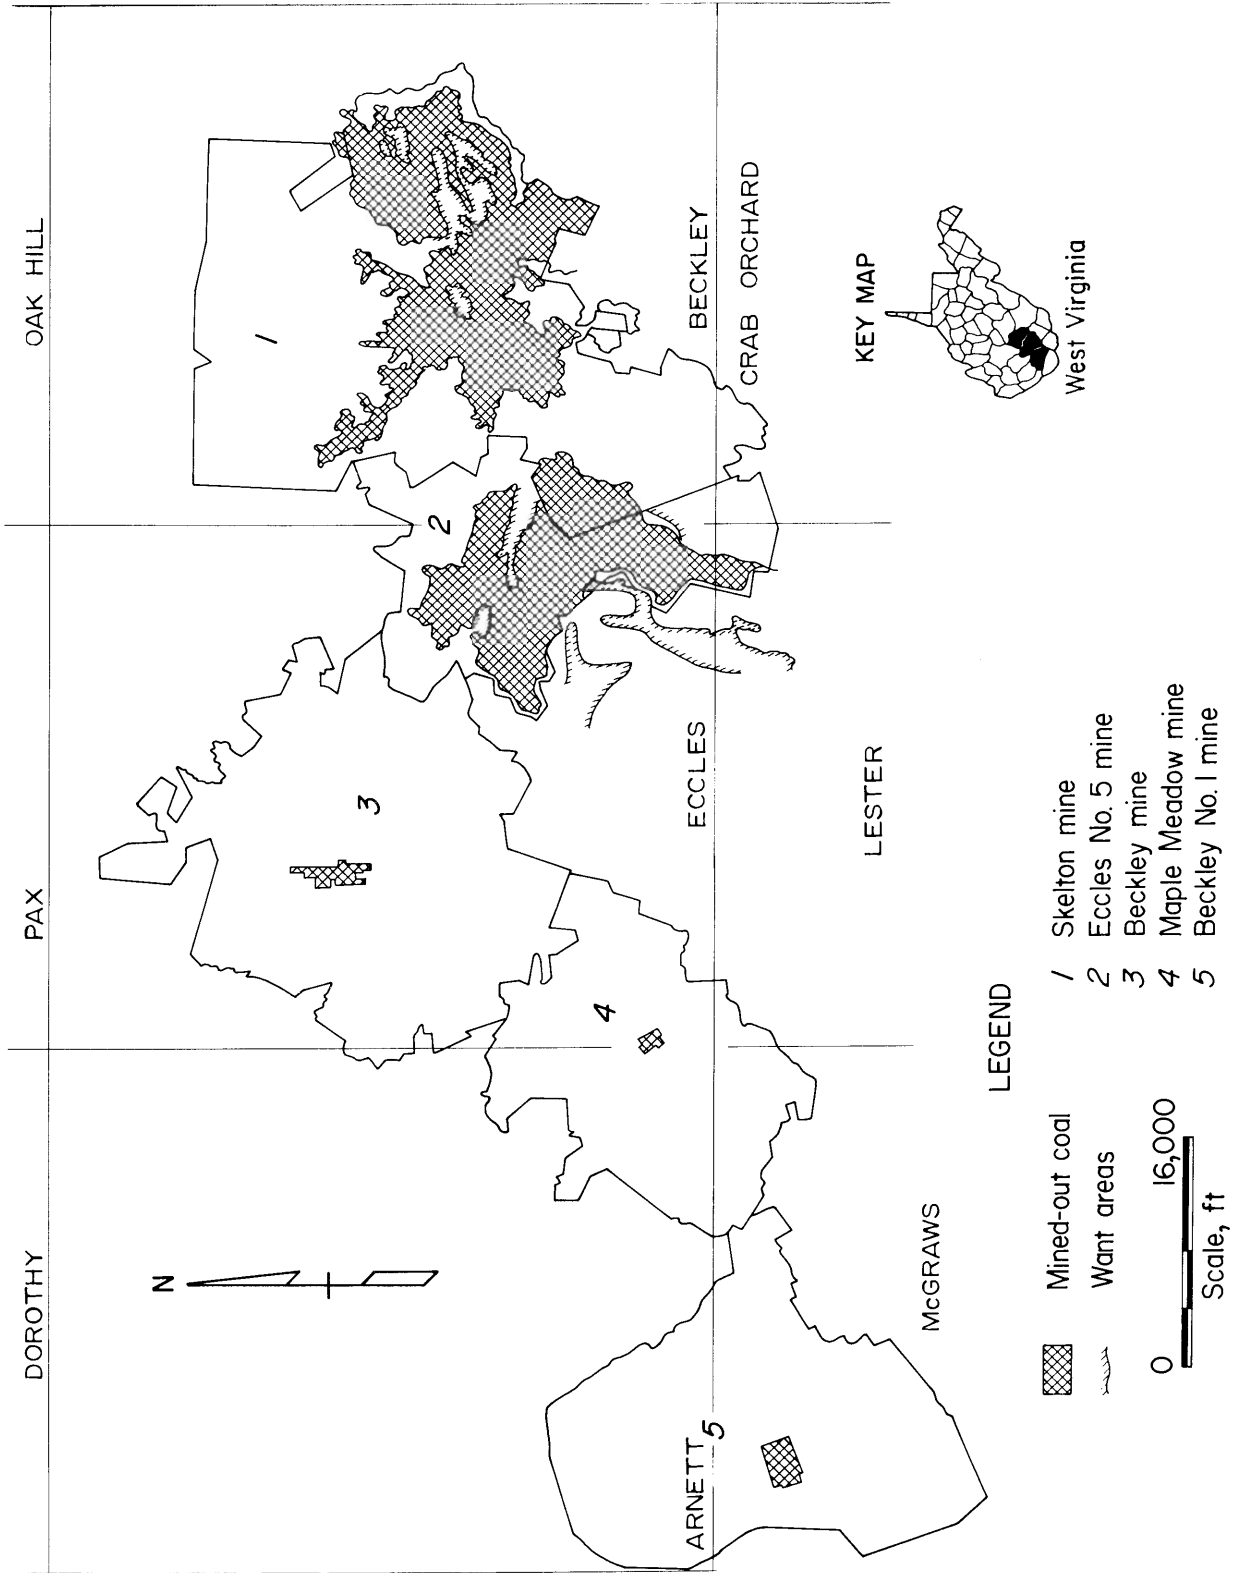 DOROTHY
PAX
OAK HILL
N
1
2
3
4
5
ARNETT
ECCLES
BECKLEY
McGRAWS
LESTER
CRAB ORCHARD
KEY MAP
West Virginia
LEGEND
Mined-out coal
Want areas
0 16,000
Scale, ft
1 Skelton mine
2 Eccles No. 5 mine
3 Beckley mine
4 Maple Meadow mine
5 Beckley No. 1 mine